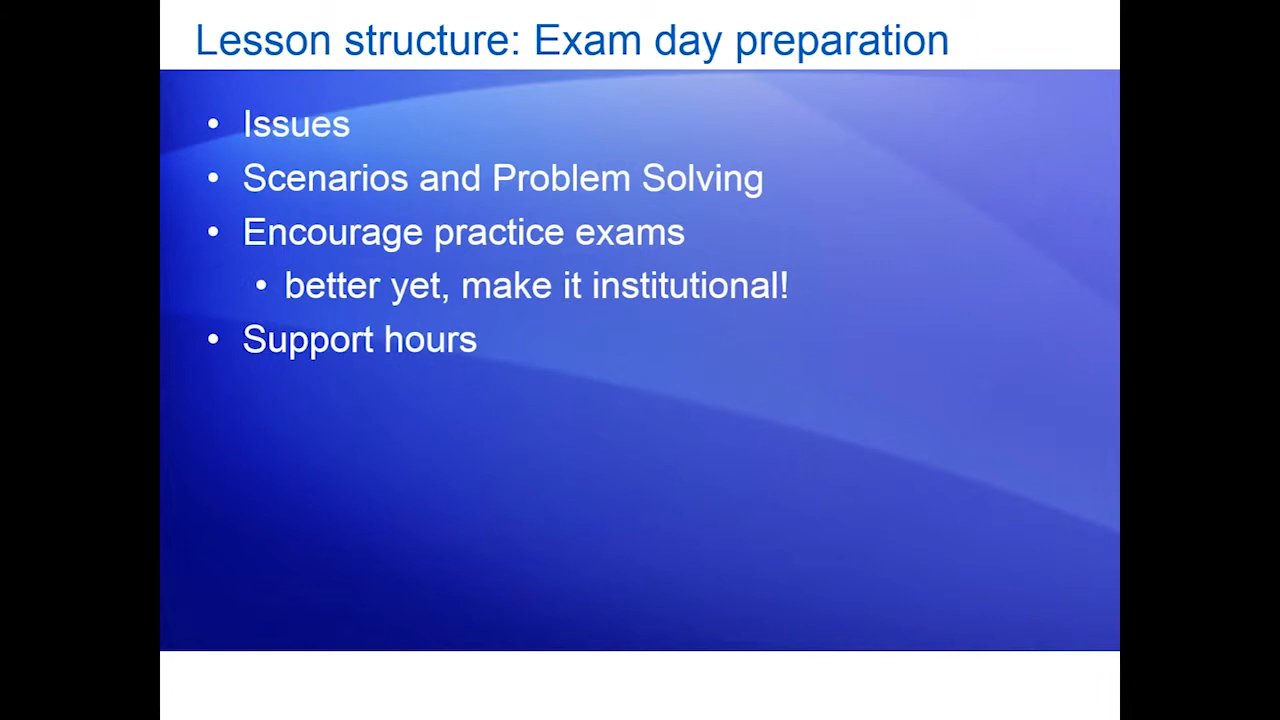 Lesson structure: Exam day preparation
• Issues
• Scenarios and Problem Solving
• Encourage practice exams
• better yet, make it institutional!
• Support hours